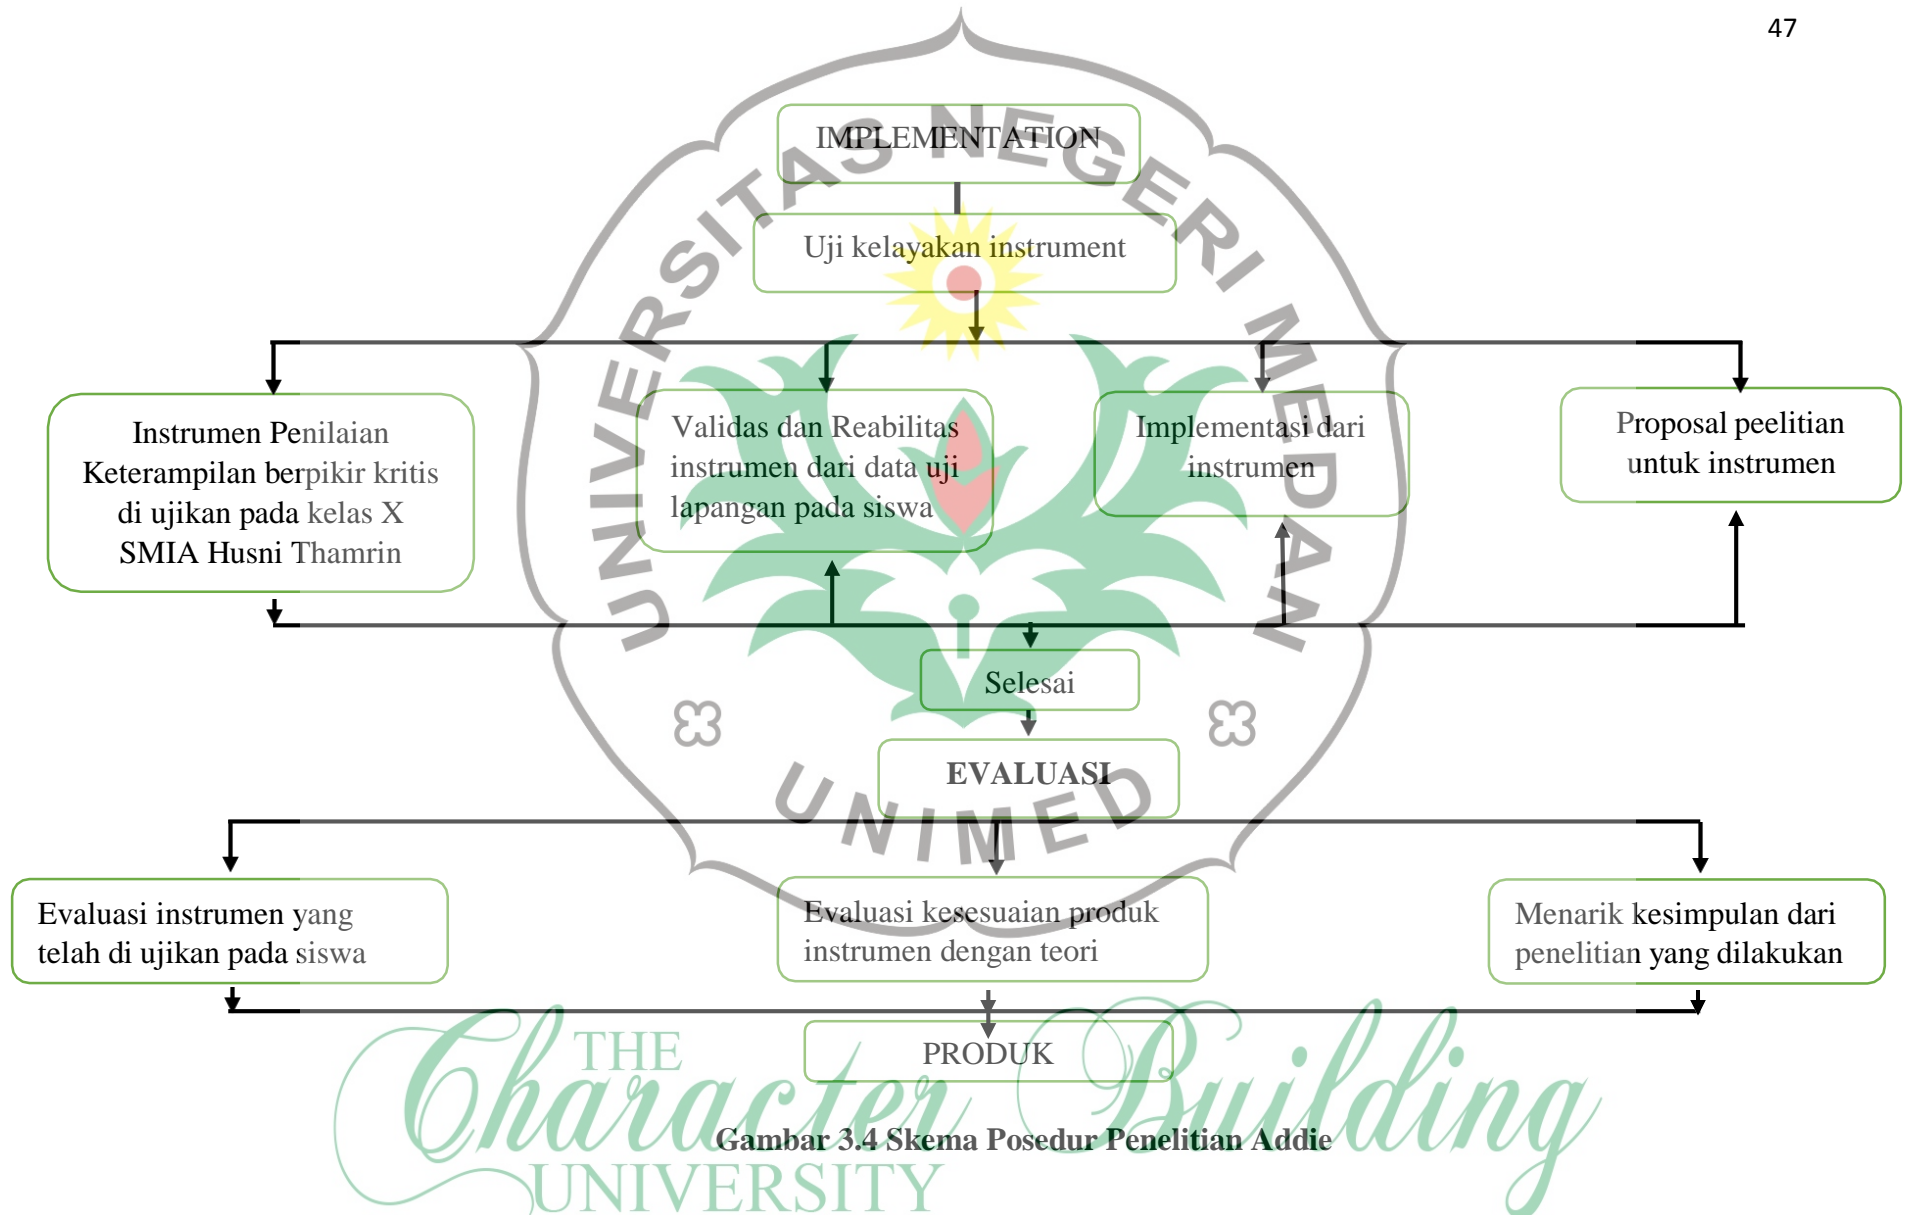 47
UNIVERSITAS NEGERI MEDAN
IMPLEMENTATION
Uji kelayakan instrument
Instrumen Penilaian
Keterampilan berpikir kritis
di ujikan pada kelas X
SMIA Husni Thamrin
Validas dan Reabilitas
instrumen dari data uji
lapangan pada siswa
Implementasi dari
instrumen
Proposal peelitian
untuk instrumen
Selesai
EVALUASI
UNIMED
Evaluasi instrumen yang
telah di ujikan pada siswa
Evaluasi kesesuaian produk
instrumen dengan teori
Menarik kesimpulan dari
penelitian yang dilakukan
PRODUK
THE
Character Building
Gambar 3.4 Skema Posedur Penelitian Addie
UNIVERSITY